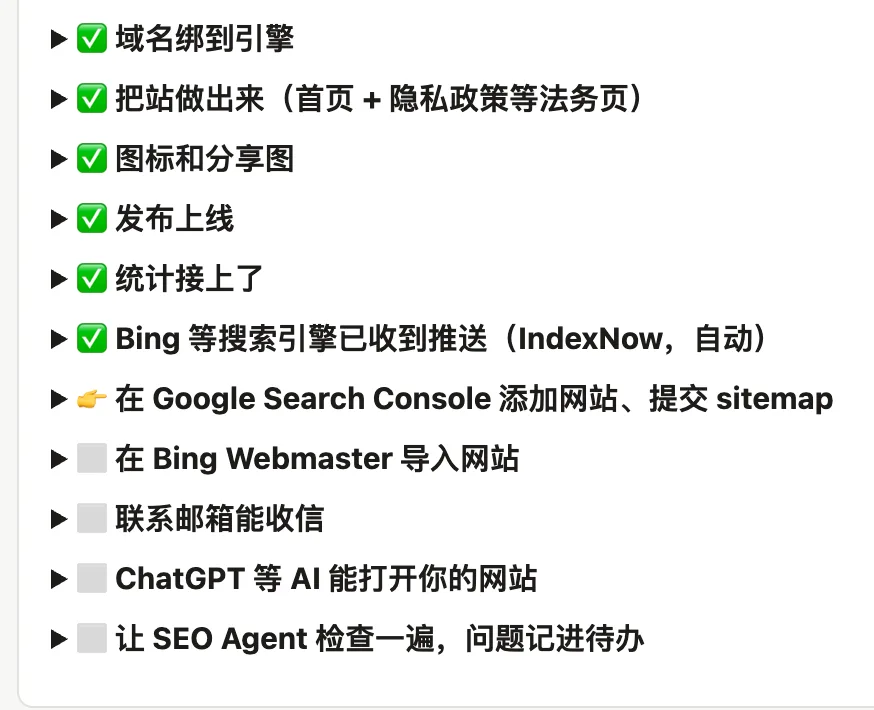 ▶ ✅ 域名绑到引擎
▶ ✅ 把站做出来（首页 + 隐私政策等法务页）
▶ ✅ 图标和分享图
▶ ✅ 发布上线
▶ ✅ 统计接上了
▶ ✅ Bing 等搜索引擎已收到推送（IndexNow，自动）
▶ 👉 在 Google Search Console 添加网站、提交 sitemap
▶ ⬜ 在 Bing Webmaster 导入网站
▶ ⬜ 联系邮箱能收信
▶ ⬜ ChatGPT 等 AI 能打开你的网站
▶ ⬜ 让 SEO Agent 检查一遍，问题记进待办